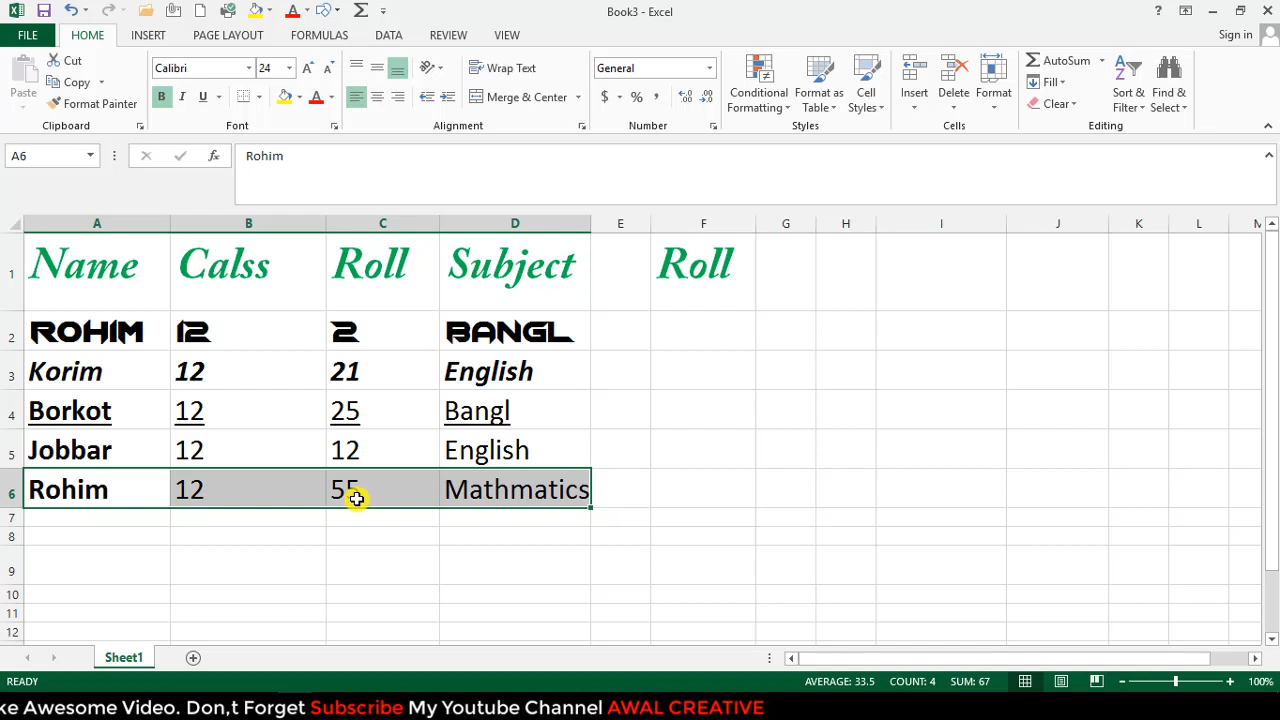 Book3 - Excel
Sign in
FILE HOME INSERT PAGE LAYOUT FORMULAS DATA REVIEW VIEW
Paste Cut Copy Format Painter
Calibri 24
B I U
Wrap Text
Merge & Center
General
$ % ,
Conditional Formatting Format as Table Cell Styles
Insert Delete Format
AutoSum Fill Clear
Sort & Filter Find & Select
Clipboard Font Alignment Number Styles Cells Editing
A6 fx Rohim
A B C D E F G H I J K L M
1 Name Calss Roll Subject Roll
2 ROHIM 12 2 BANGL
3 Korim 12 21 English
4 Borkot 12 25 Bangl
5 Jobbar 12 12 English
6 Rohim 12 55 Mathmatics
7
8
9
10
11
12
Sheet1
READY AVERAGE: 33.5 COUNT: 4 SUM: 67 100%
ke Awesome Video. Don,t Forget Subscribe My Youtube Channel AWAL CREATIVE